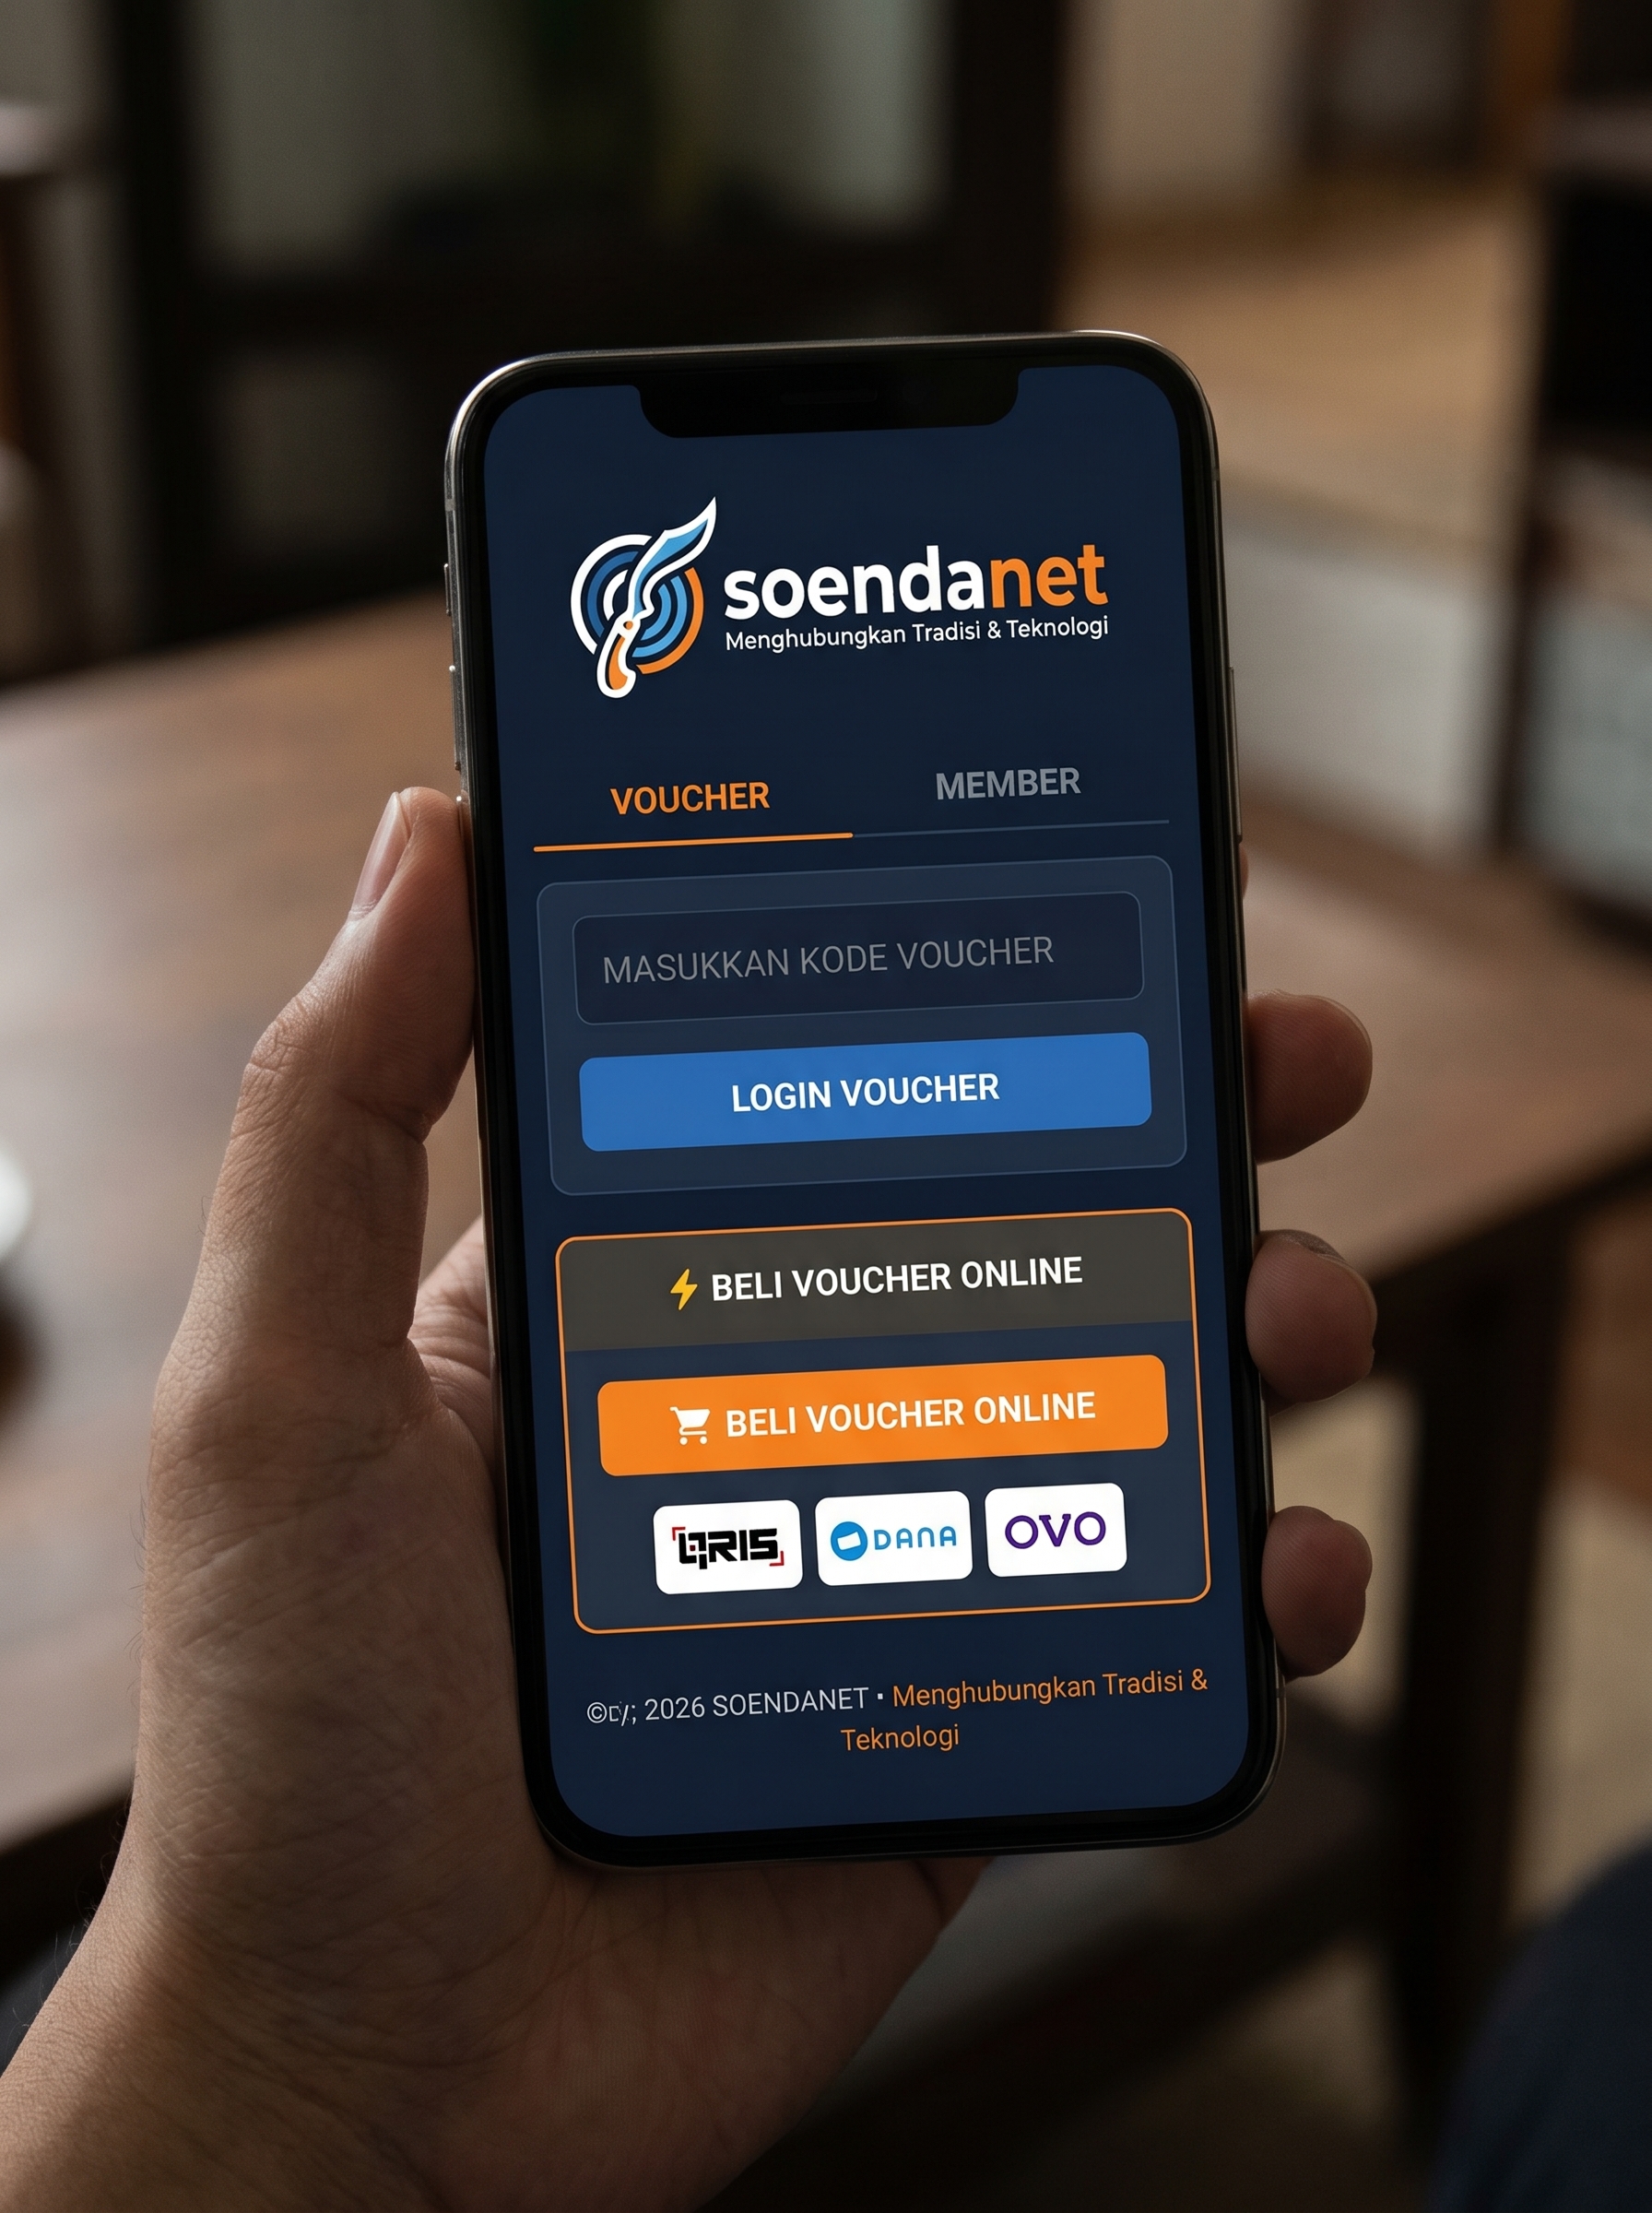 soendanet
Menghubungkan Tradisi & Teknologi
VOUCHER
MEMBER
MASUKKAN KODE VOUCHER
LOGIN VOUCHER
BELI VOUCHER ONLINE
BELI VOUCHER ONLINE
QRIS
DANA
OVO
2026 SOENDANET • Menghubungkan Tradisi &
Teknologi